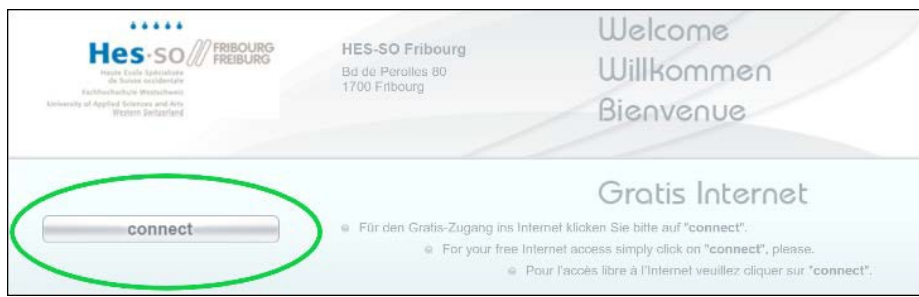 Hes·so FRIBOURG
FREIBURG
Haute Ecole Spécialisée
de Suisse occidentale
Fachhochschule Westschweiz
University of Applied Sciences and Arts
Western Switzerland
HES-SO Fribourg
Bd de Perolles 80
1700 Fribourg
Welcome
Willkommen
Bienvenue
Gratis Internet
connect
Für den Gratis-Zugang ins Internet klicken Sie bitte auf "connect".
For your free Internet access simply click on "connect", please.
Pour l'accès libre à l'Internet veuillez cliquer sur "connect".